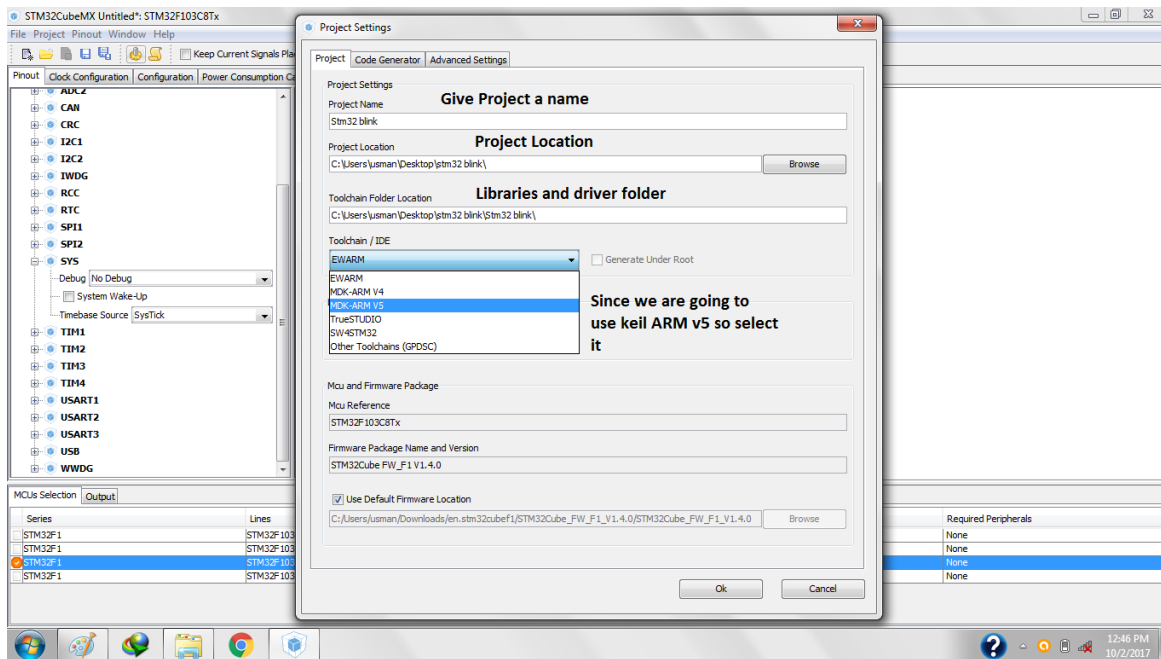 STM32CubeMX Untitled*: STM32F103C8Tx
File Project Pinout Window Help
Keep Current Signals Pla
Pinout Clock Configuration Configuration Power Consumption Ca
ADC2
CAN
CRC
I2C1
I2C2
IWDG
RCC
RTC
SPI1
SPI2
SYS
Debug No Debug
System Wake-Up
Timebase Source SysTick
TIM1
TIM2
TIM3
TIM4
USART1
USART2
USART3
USB
WWDG
Project Settings
Project Code Generator Advanced Settings
Project Settings
Project Name
Give Project a name
Stm32 blink
Project Location
Project Location
C:\Users\usman\Desktop\stm32 blink\
Browse
Toolchain Folder Location
Libraries and driver folder
C:\Users\usman\Desktop\stm32 blink\Stm32 blink\
Toolchain / IDE
EWARM
Generate Under Root
EWARM
MDK-ARM V4
MDK-ARM V5
TrueSTUDIO
SW4STM32
Other Toolchains (GPDSC)
Since we are going to
use keil ARM v5 so select
it
Mcu and Firmware Package
Mcu Reference
STM32F103C8Tx
Firmware Package Name and Version
STM32Cube FW_F1 V1.4.0
Use Default Firmware Location
C:/Users/usman/Downloads/en.stm32cubef1/STM32Cube_FW_F1_V1.4.0/STM32Cube_FW_F1_V1.4.0
Browse
Ok Cancel
MCUs Selection Output
Series Lines Required Peripherals
STM32F1 STM32F103 None
STM32F1 STM32F103 None
STM32F1 STM32F103 None
STM32F1 STM32F103 None
12:46 PM
10/2/2017